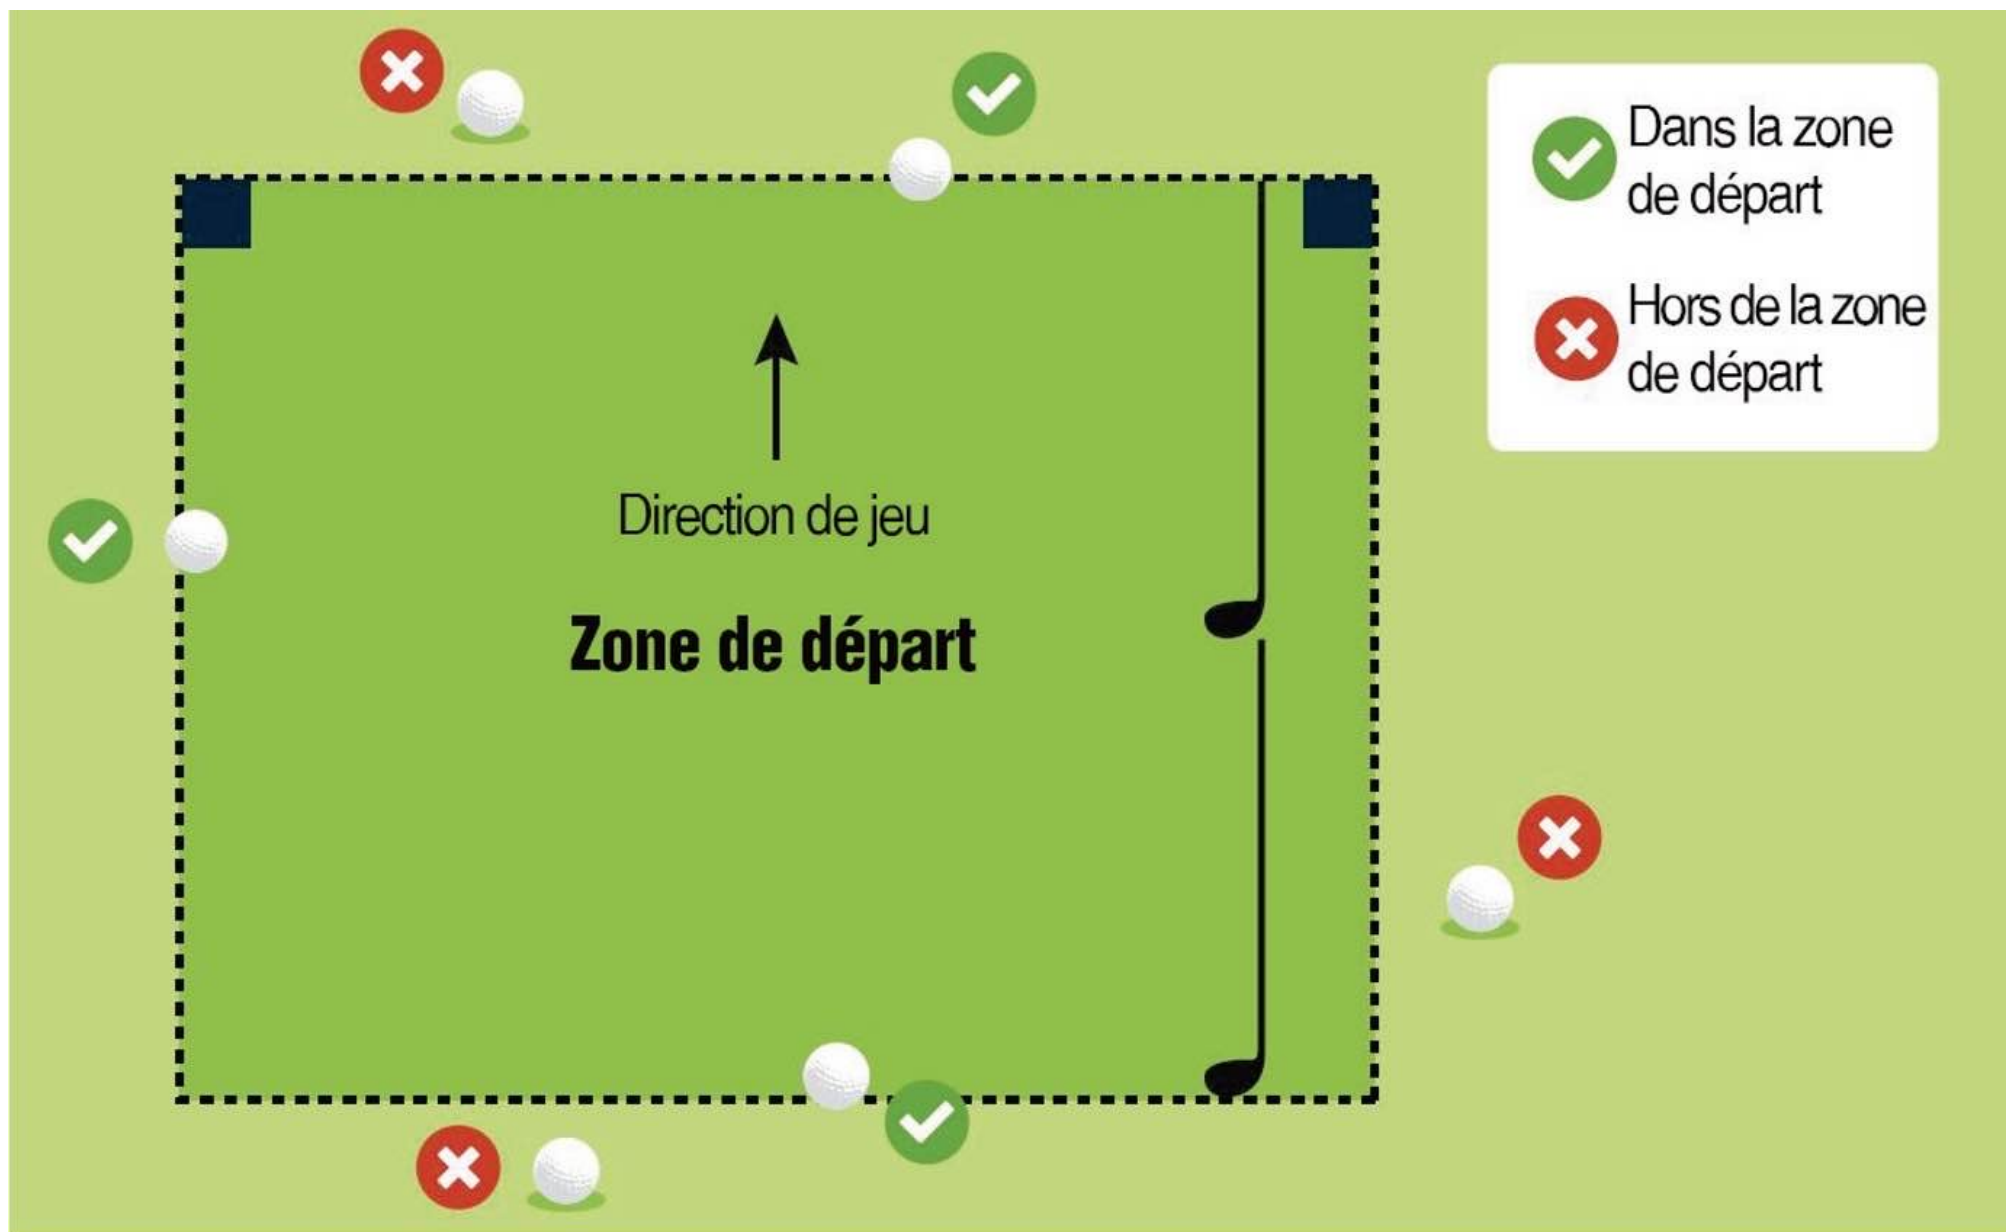 Dans la zone
de départ
Hors de la zone
de départ
Direction de jeu
Zone de départ